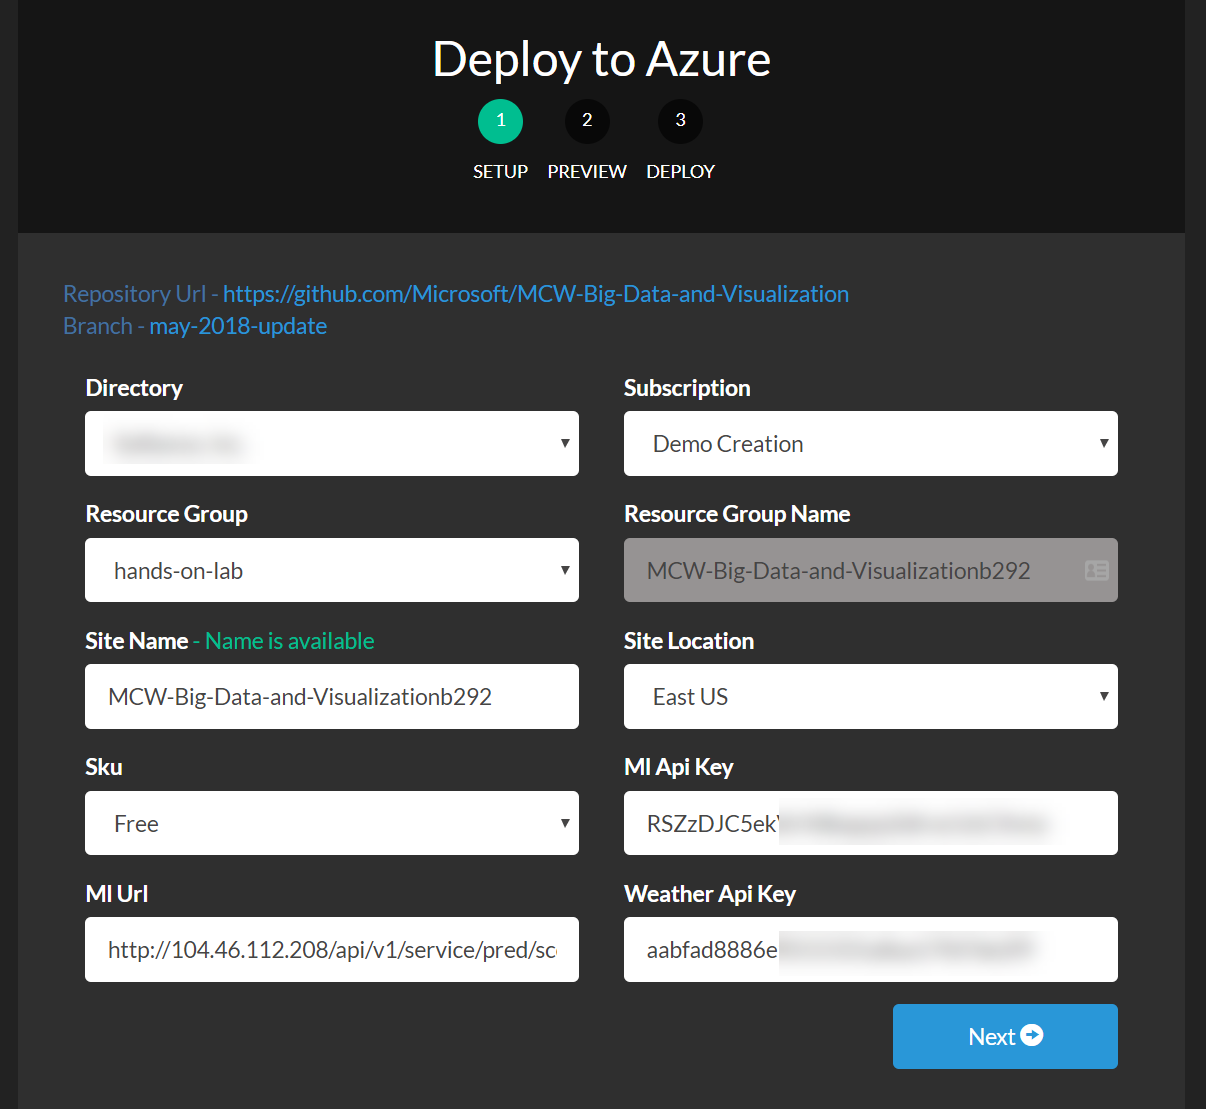 Deploy to Azure
1 2 3
SETUP PREVIEW DEPLOY
Repository Url - https://github.com/Microsoft/MCW-Big-Data-and-Visualization
Branch - may-2018-update
Directory Subscription
Demo Creation
Resource Group Resource Group Name
hands-on-lab MCW-Big-Data-and-Visualizationb292
Site Name - Name is available Site Location
MCW-Big-Data-and-Visualizationb292 East US
Sku Ml Api Key
Free RSZzDJC5ek
Ml Url Weather Api Key
http://104.46.112.208/api/v1/service/pred/sc aabfad8886e
Next